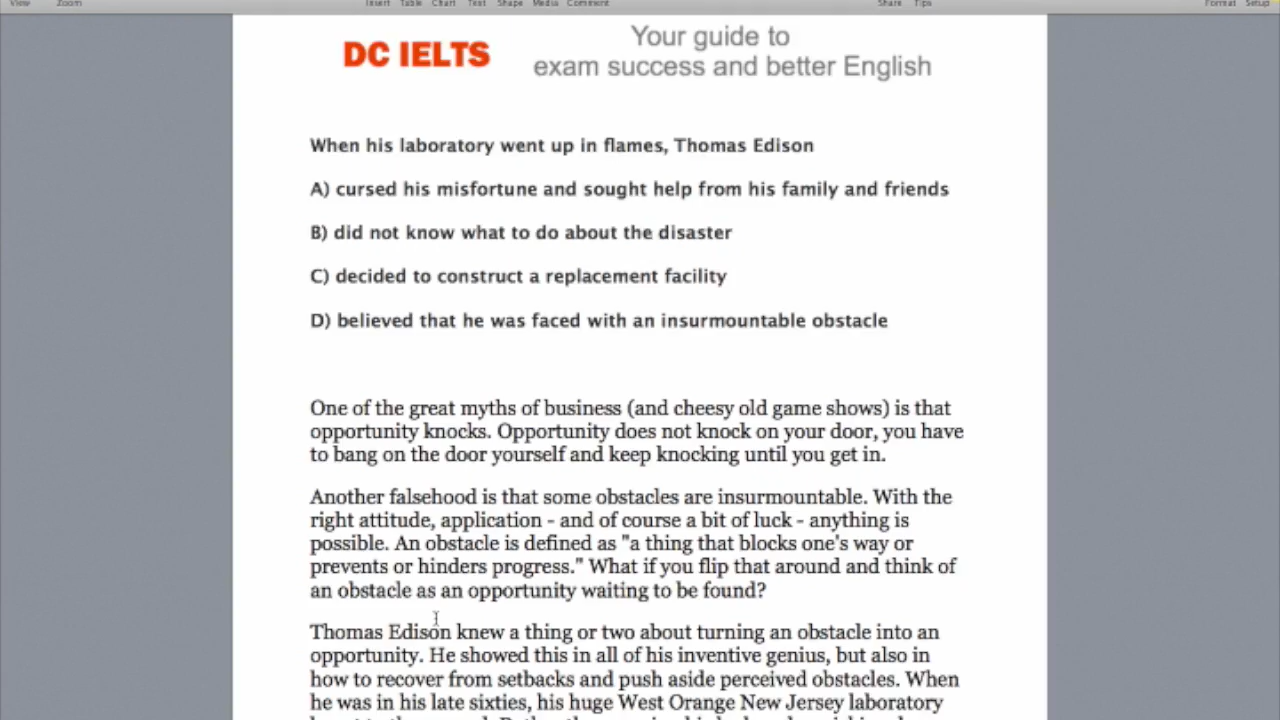 View Zoom Insert Table Chart Text Shape Media Comment Share Tips Format Setup
DC IELTS
Your guide to
exam success and better English
When his laboratory went up in flames, Thomas Edison
A) cursed his misfortune and sought help from his family and friends
B) did not know what to do about the disaster
C) decided to construct a replacement facility
D) believed that he was faced with an insurmountable obstacle
One of the great myths of business (and cheesy old game shows) is that
opportunity knocks. Opportunity does not knock on your door, you have
to bang on the door yourself and keep knocking until you get in.
Another falsehood is that some obstacles are insurmountable. With the
right attitude, application - and of course a bit of luck - anything is
possible. An obstacle is defined as "a thing that blocks one's way or
prevents or hinders progress." What if you flip that around and think of
an obstacle as an opportunity waiting to be found?
Thomas Edison knew a thing or two about turning an obstacle into an
opportunity. He showed this in all of his inventive genius, but also in
how to recover from setbacks and push aside perceived obstacles. When
he was in his late sixties, his huge West Orange New Jersey laboratory